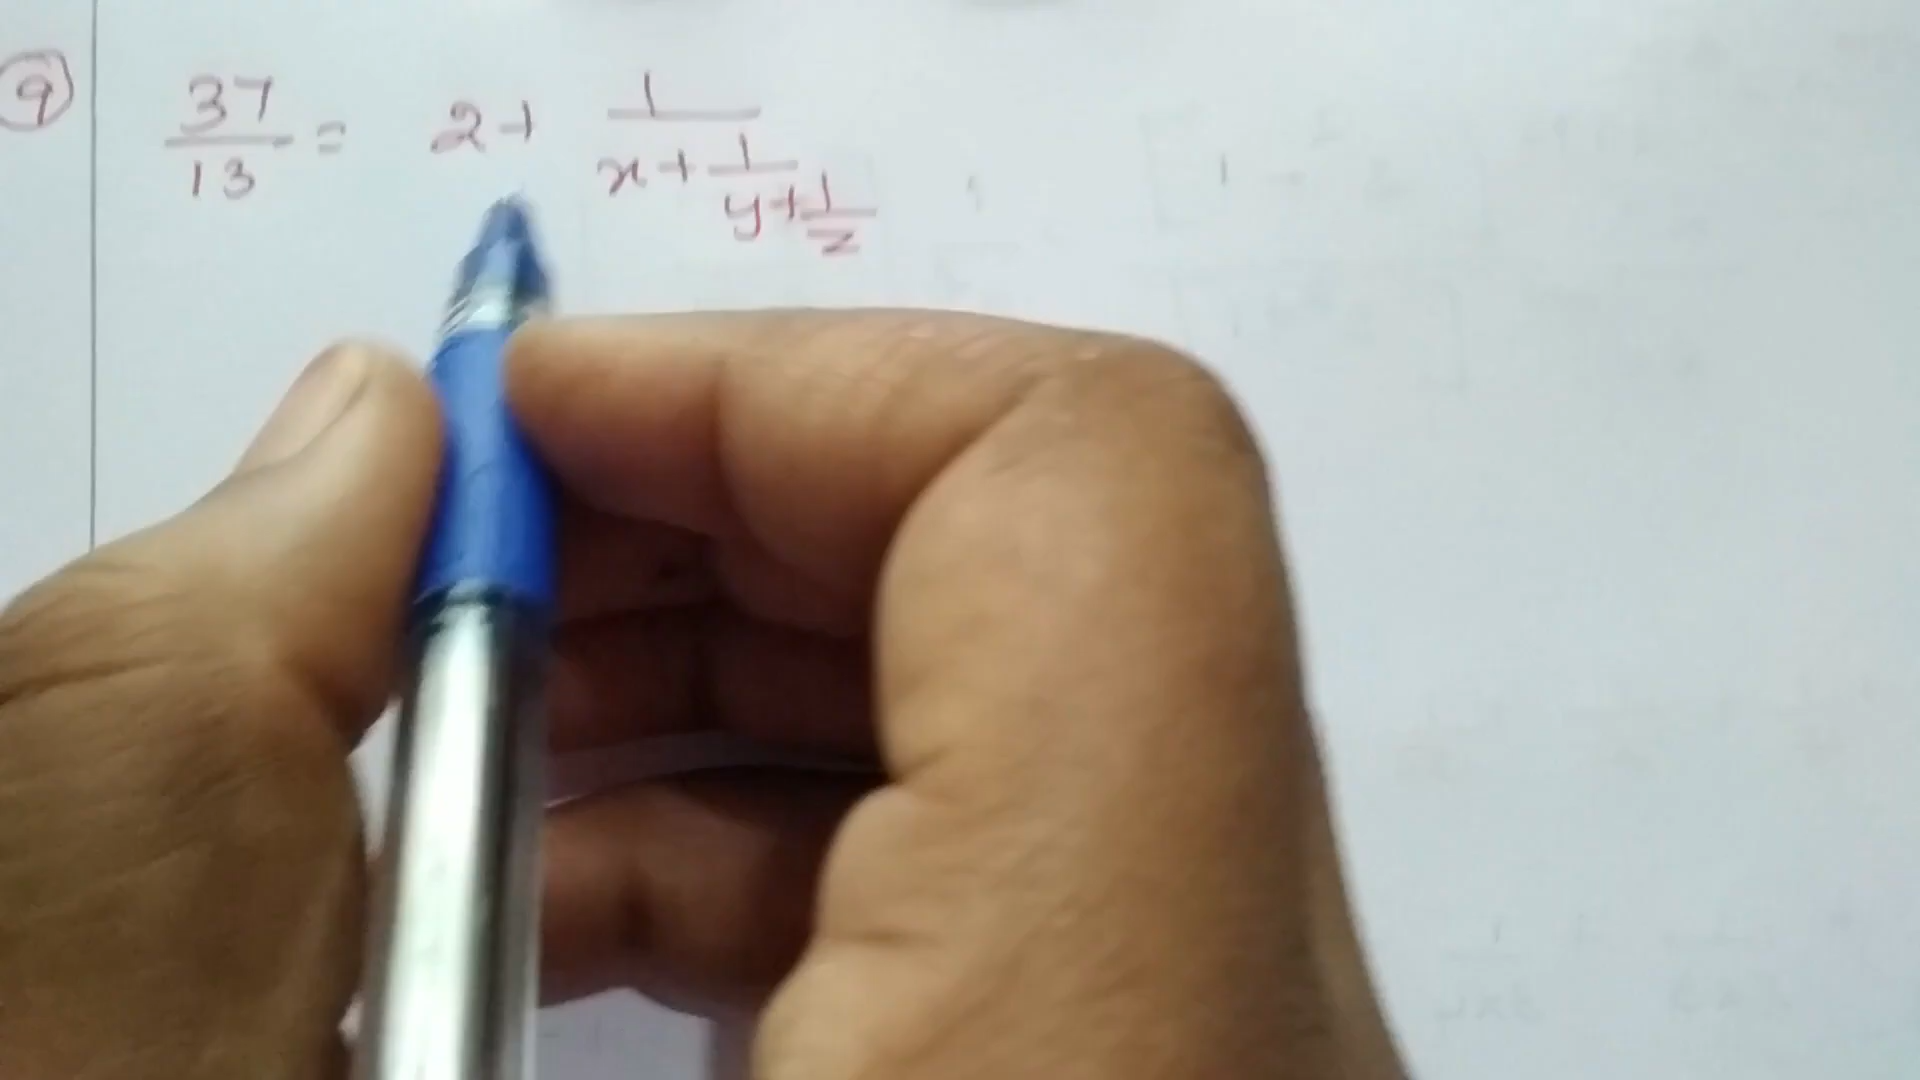 9
37/13 = 2 + 1/(x + 1/(y + 1/z))